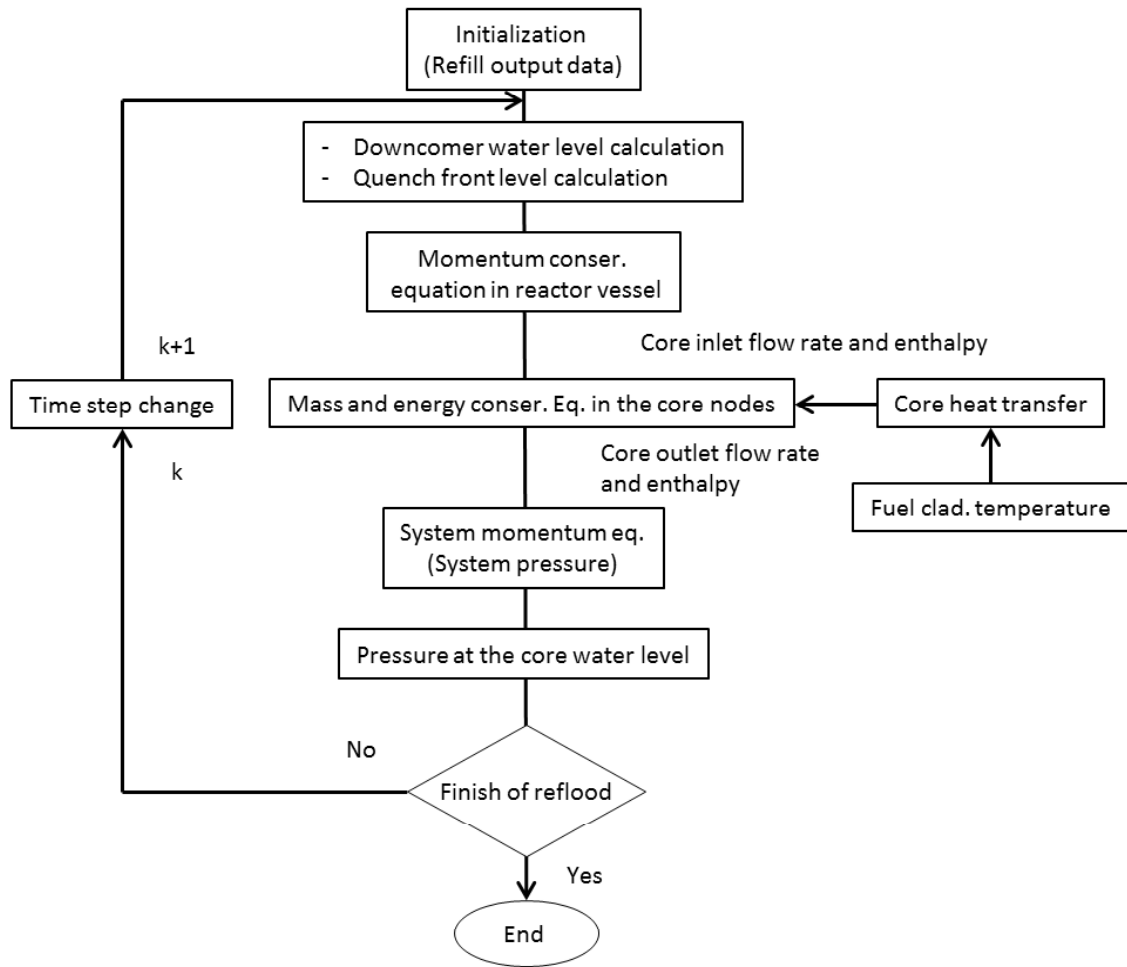 Initialization
(Refill output data)
- Downcomer water level calculation
- Quench front level calculation
Momentum conser.
equation in reactor vessel
k+1
Core inlet flow rate and enthalpy
Time step change
Mass and energy conser. Eq. in the core nodes
Core heat transfer
k
Core outlet flow rate
and enthalpy
Fuel clad. temperature
System momentum eq.
(System pressure)
Pressure at the core water level
No
Finish of reflood
Yes
End